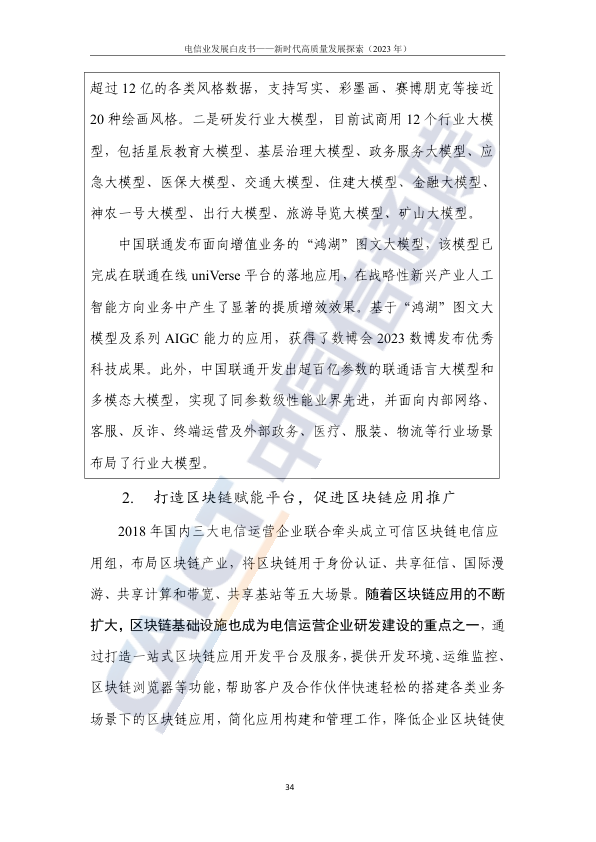 电信业发展白皮书——新时代高质量发展探索（2023 年）
超过 12 亿的各类风格数据，支持写实、彩墨画、赛博朋克等接近
20 种绘画风格。二是研发行业大模型，目前试商用 12 个行业大模
型，包括星辰教育大模型、基层治理大模型、政务服务大模型、应
急大模型、医保大模型、交通大模型、住建大模型、金融大模型、
神农一号大模型、出行大模型、旅游导览大模型、矿山大模型。
中国联通发布面向增值业务的“鸿湖”图文大模型，该模型已
完成在联通在线 uniVerse 平台的落地应用，在战略性新兴产业人工
智能方向业务中产生了显著的提质增效效果。基于“鸿湖”图文大
模型及系列 AIGC 能力的应用，获得了数博会 2023 数博发布优秀
科技成果。此外，中国联通开发出超百亿参数的联通语言大模型和
多模态大模型，实现了同参数级性能业界先进，并面向内部网络、
客服、反诈、终端运营及外部政务、医疗、服装、物流等行业场景
布局了行业大模型。
2. 打造区块链赋能平台，促进区块链应用推广
2018 年国内三大电信运营企业联合牵头成立可信区块链电信应
用组，布局区块链产业，将区块链用于身份认证、共享征信、国际漫
游、共享计算和带宽、共享基站等五大场景。随着区块链应用的不断
扩大，区块链基础设施也成为电信运营企业研发建设的重点之一，通
过打造一站式区块链应用开发平台及服务，提供开发环境、运维监控、
区块链浏览器等功能，帮助客户及合作伙伴快速轻松的搭建各类业务
场景下的区块链应用，简化应用构建和管理工作，降低企业区块链使
34
CAICT 中国信通院